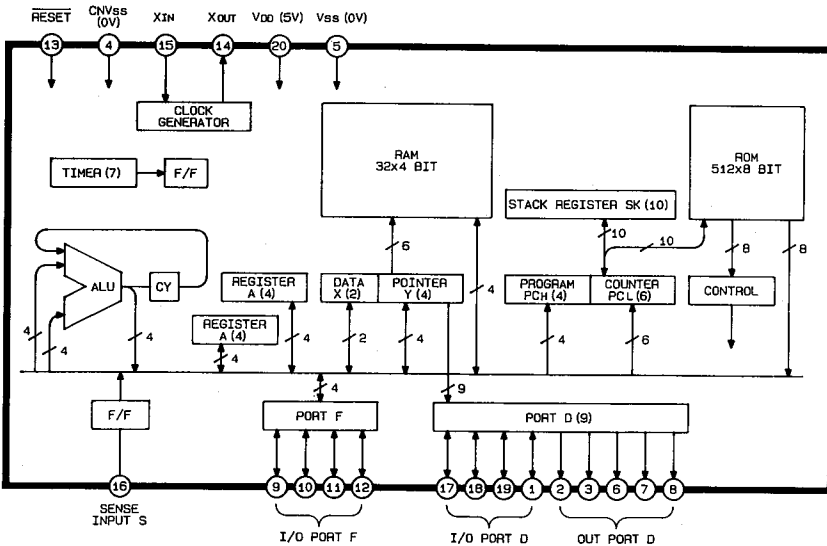 RESET
CNVss
(0V)
XIN
XOUT
VDD (5V)
Vss (0V)
13
4
15
14
20
5
CLOCK
GENERATOR
RAM
32x4 BIT
ROM
512x8 BIT
TIMER (7)
F/F
STACK REGISTER SK (10)
10
10
6
8
8
ALU
CY
REGISTER
A (4)
DATA
X (2)
POINTER
Y (4)
4
PROGRAM
PCH (4)
COUNTER
PCL (6)
CONTROL
REGISTER
A (4)
4
4
4
4
4
2
4
4
6
4
9
F/F
PORT F
PORT D (9)
16
9
10
11
12
17
18
19
1
2
3
6
7
8
SENSE
INPUT S
I/O PORT F
I/O PORT D
OUT PORT D